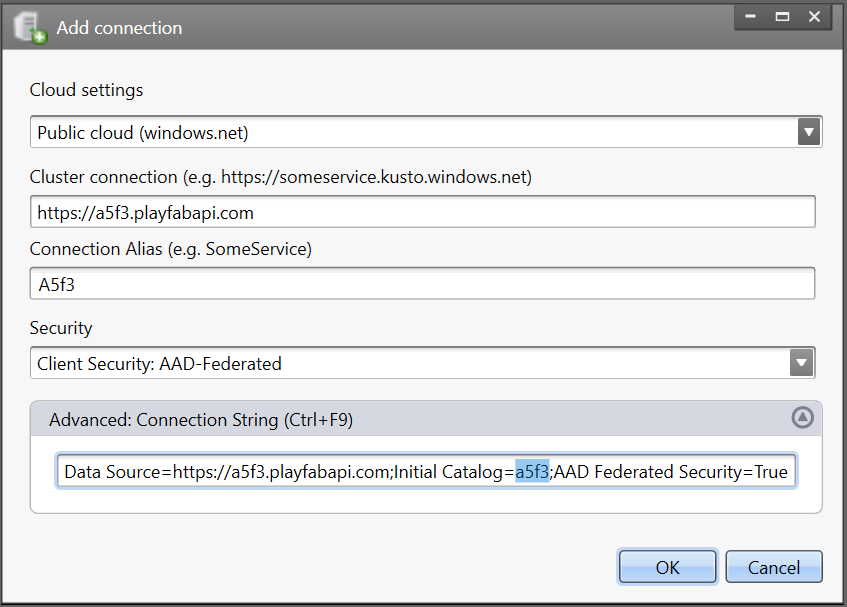 Add connection
Cloud settings
Public cloud (windows.net)
Cluster connection (e.g. https://someservice.kusto.windows.net)
https://a5f3.playfabapi.com
Connection Alias (e.g. SomeService)
A5f3
Security
Client Security: AAD-Federated
Advanced: Connection String (Ctrl+F9)
Data Source=https://a5f3.playfabapi.com;Initial Catalog=a5f3;AAD Federated Security=True
OK Cancel